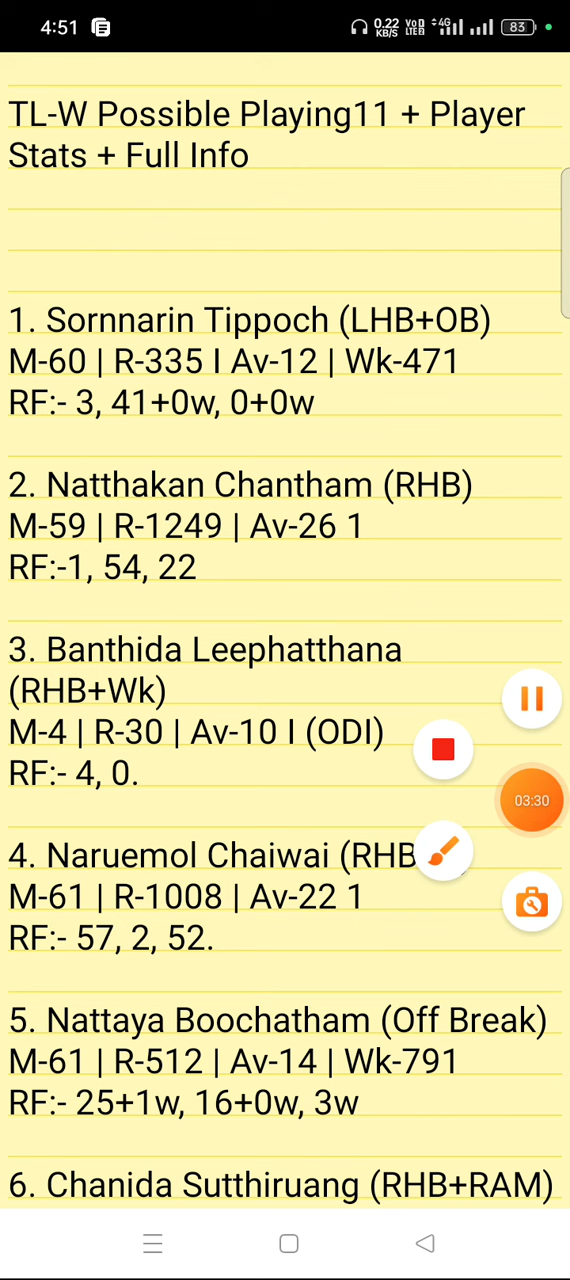 4:51
0.22 KB/S VoD LTE2 4G 83
TL-W Possible Playing11 + Player
Stats + Full Info
1. Sornnarin Tippoch (LHB+OB)
M-60 | R-335 I Av-12 | Wk-471
RF:- 3, 41+0w, 0+0w
2. Natthakan Chantham (RHB)
M-59 | R-1249 | Av-26 1
RF:-1, 54, 22
3. Banthida Leephatthana
(RHB+Wk)
M-4 | R-30 | Av-10 I (ODI)
RF:- 4, 0.
03:30
4. Naruemol Chaiwai (RHB
M-61 | R-1008 | Av-22 1
RF:- 57, 2, 52.
5. Nattaya Boochatham (Off Break)
M-61 | R-512 | Av-14 | Wk-791
RF:- 25+1w, 16+0w, 3w
6. Chanida Sutthiruang (RHB+RAM)